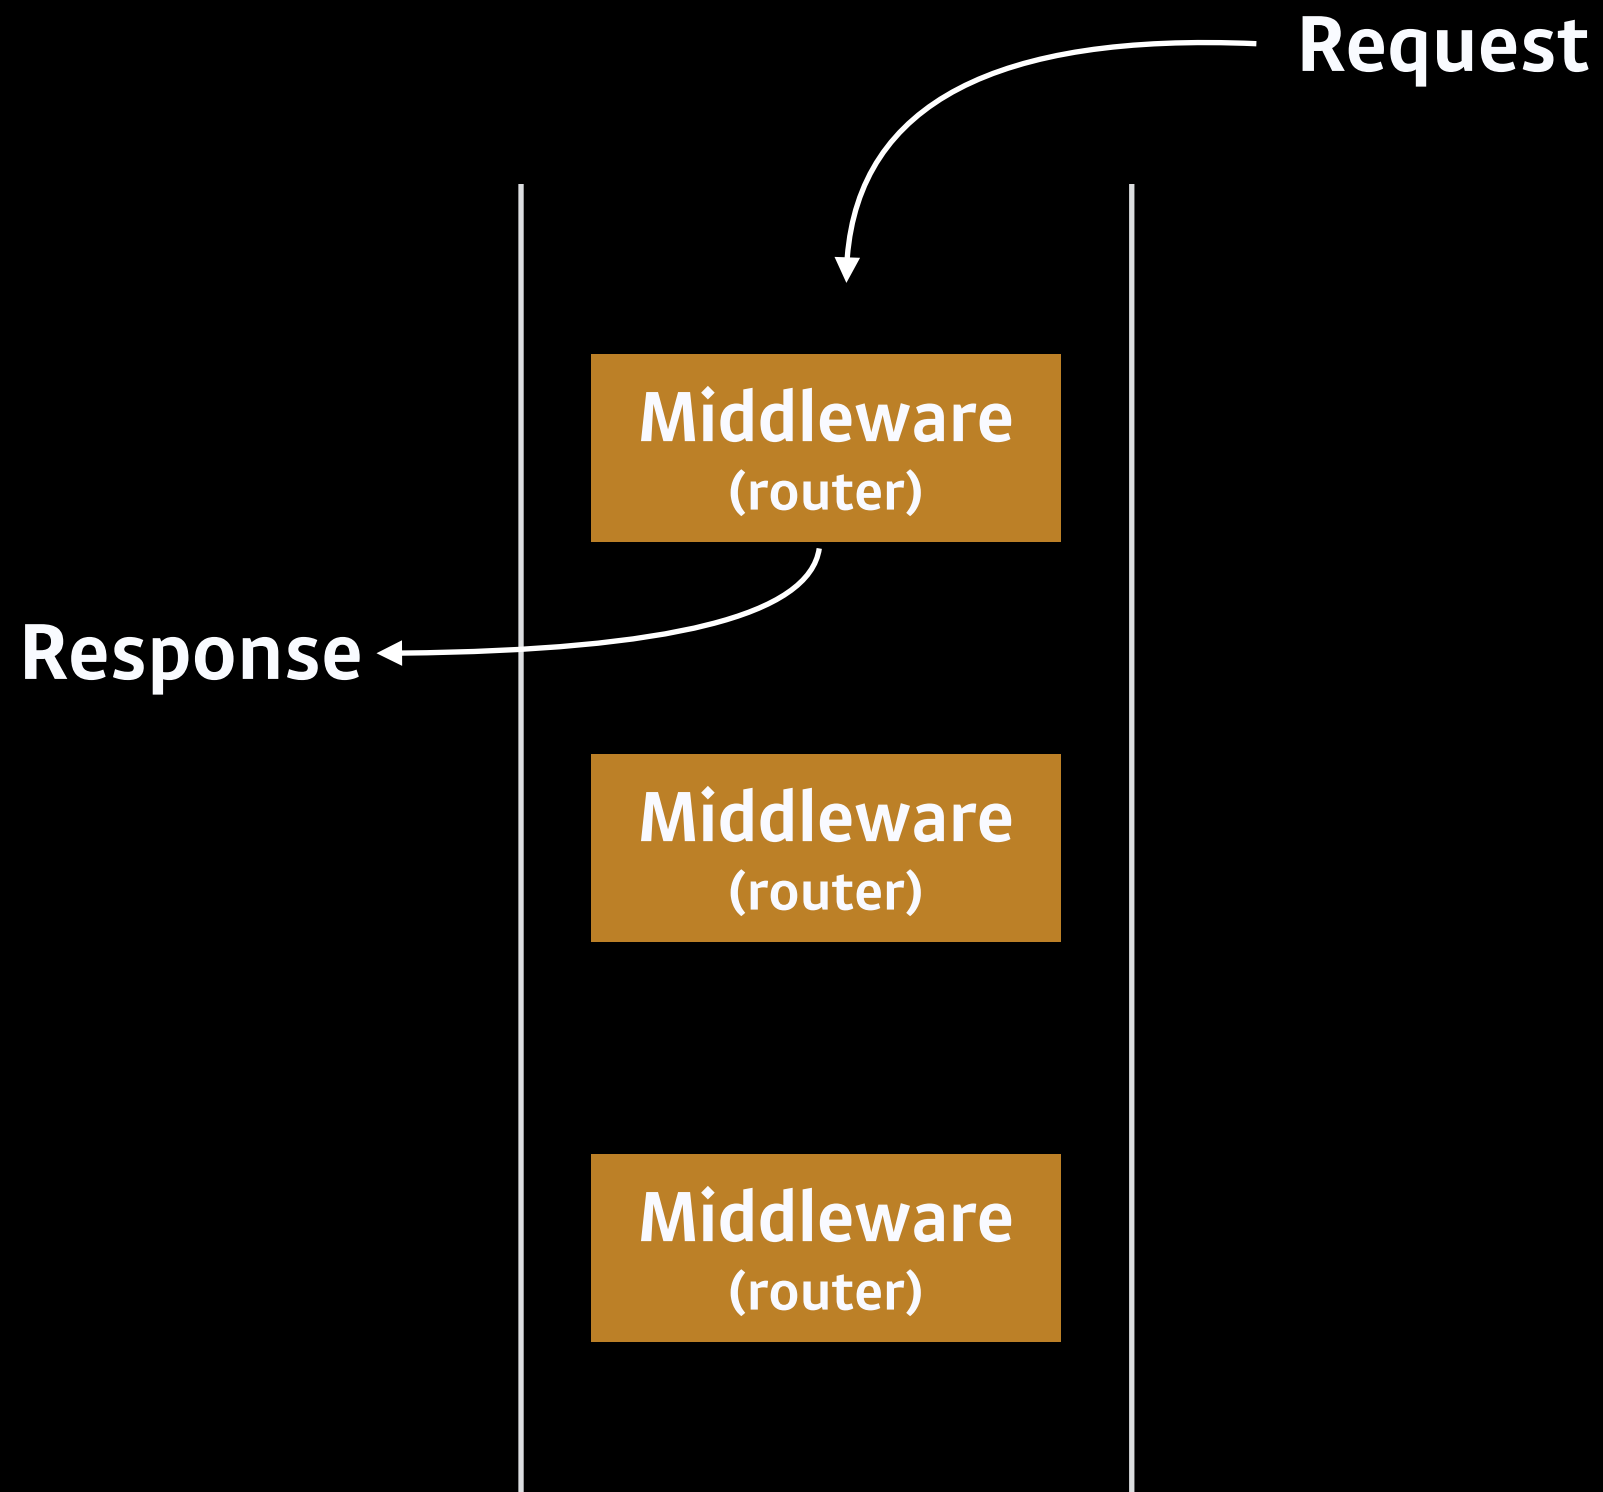 Request
Middleware
(router)
Response
Middleware
(router)
Middleware
(router)